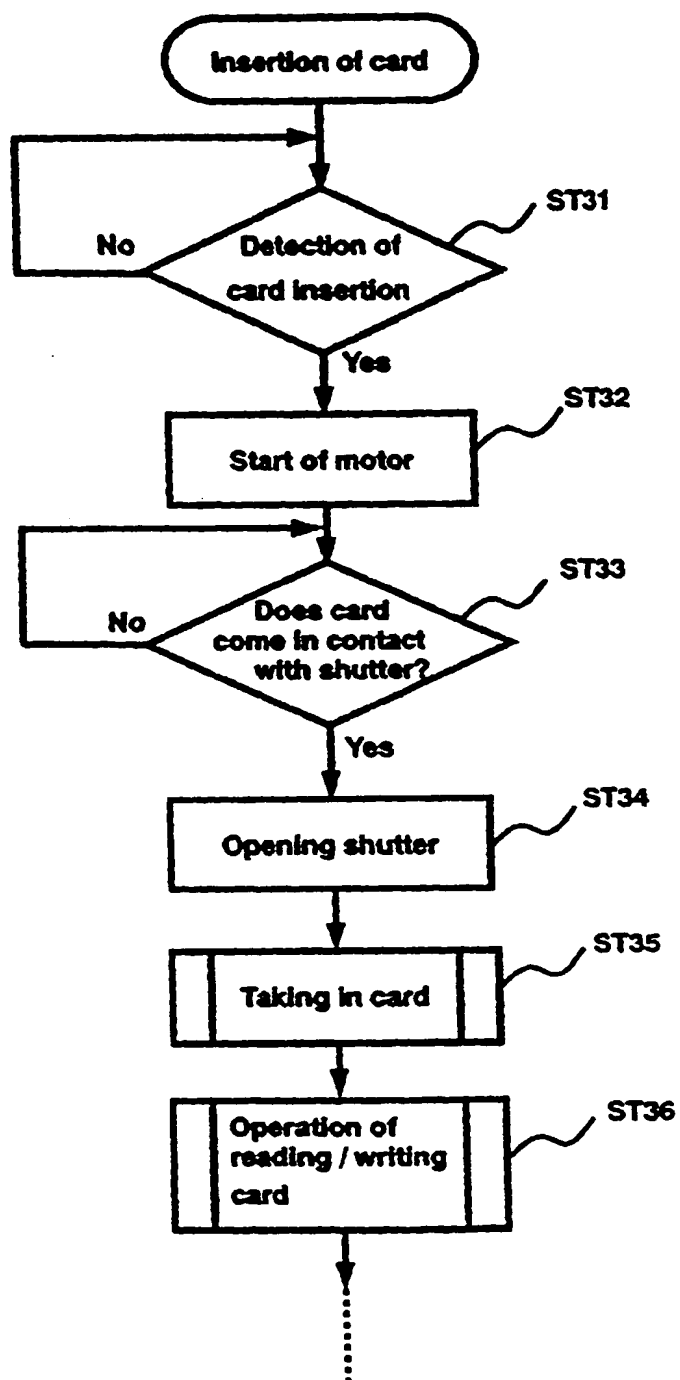 Insertion of card
ST31
No
Detection of
card insertion
Yes
ST32
Start of motor
ST33
No
Does card
come in contact
with shutter?
Yes
ST34
Opening shutter
ST35
Taking in card
ST36
Operation of
reading / writing
card